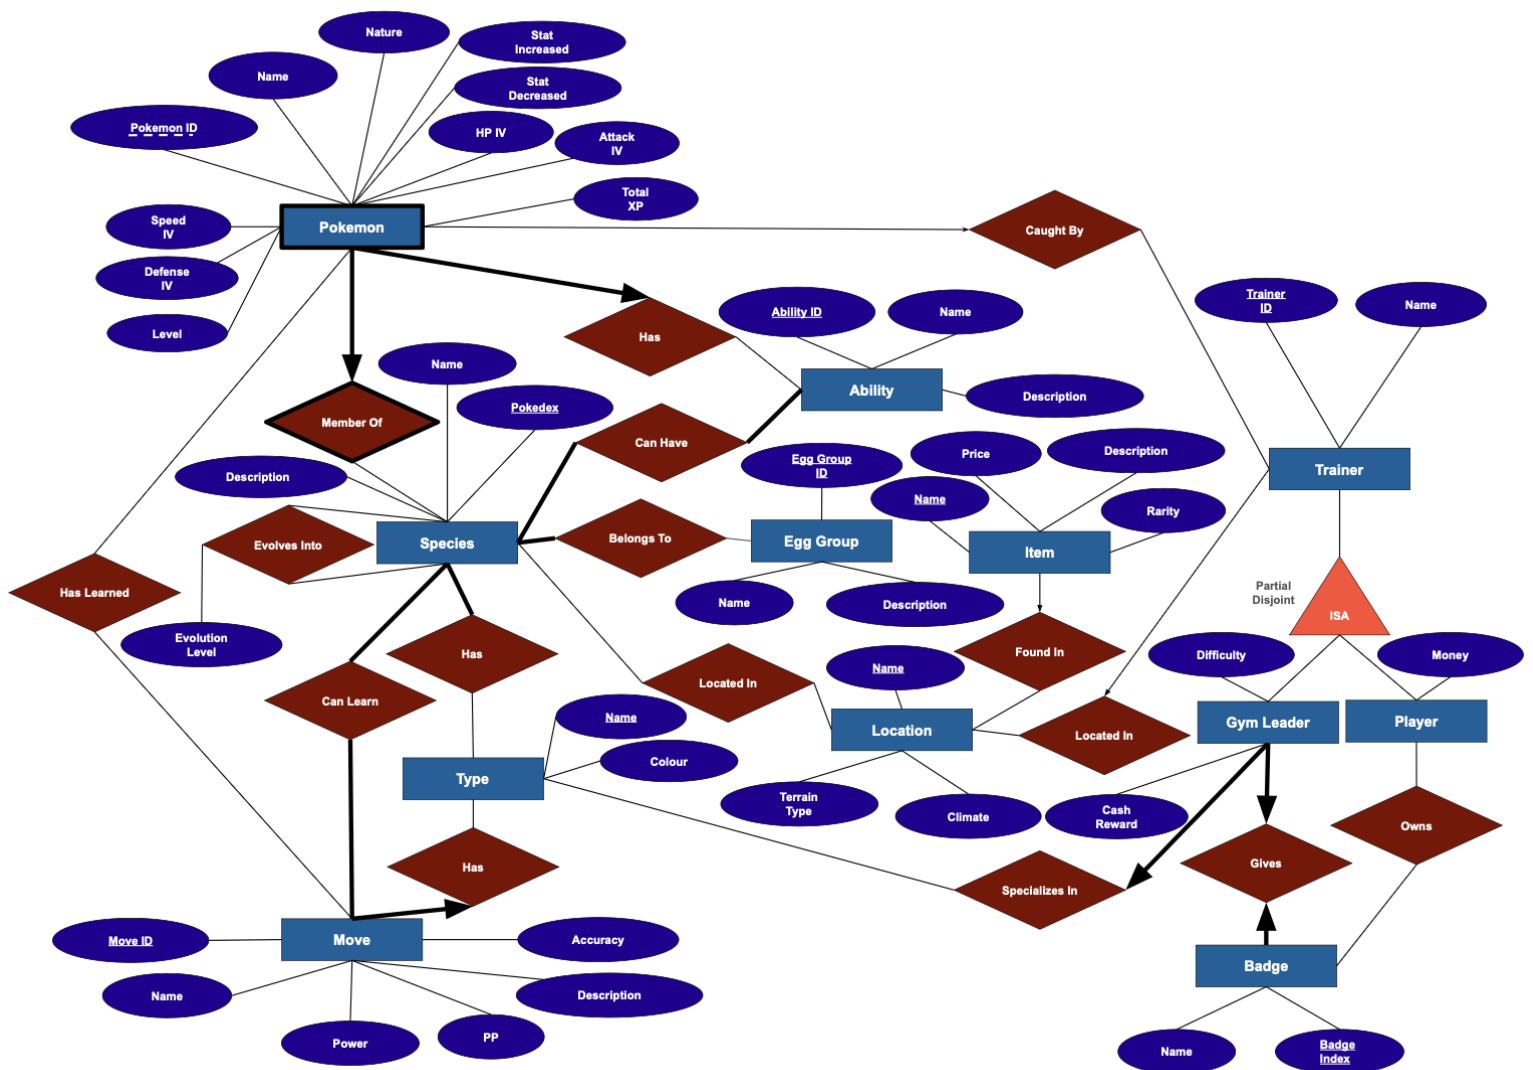 Nature
Stat
Increased
Name
Stat
Decreased
Pokemon ID
HP IV
Attack
IV
Total
XP
Speed
IV
Pokemon
Caught By
Defense
IV
Level
Trainer
ID
Name
Ability ID
Name
Has
Name
Ability
Description
Pokedex
Member Of
Can Have
Egg Group
ID
Price
Description
Trainer
Description
Name
Rarity
Evolves Into
Species
Belongs To
Egg Group
Item
Has Learned
Name
Description
Partial
Disjoint
ISA
Evolution
Level
Has
Found In
Difficulty
Money
Can Learn
Located In
Name
Name
Location
Located In
Gym Leader
Player
Colour
Type
Terrain
Type
Climate
Cash
Reward
Owns
Has
Specializes In
Gives
Move ID
Move
Accuracy
Badge
Name
Description
Power
PP
Name
Badge
Index